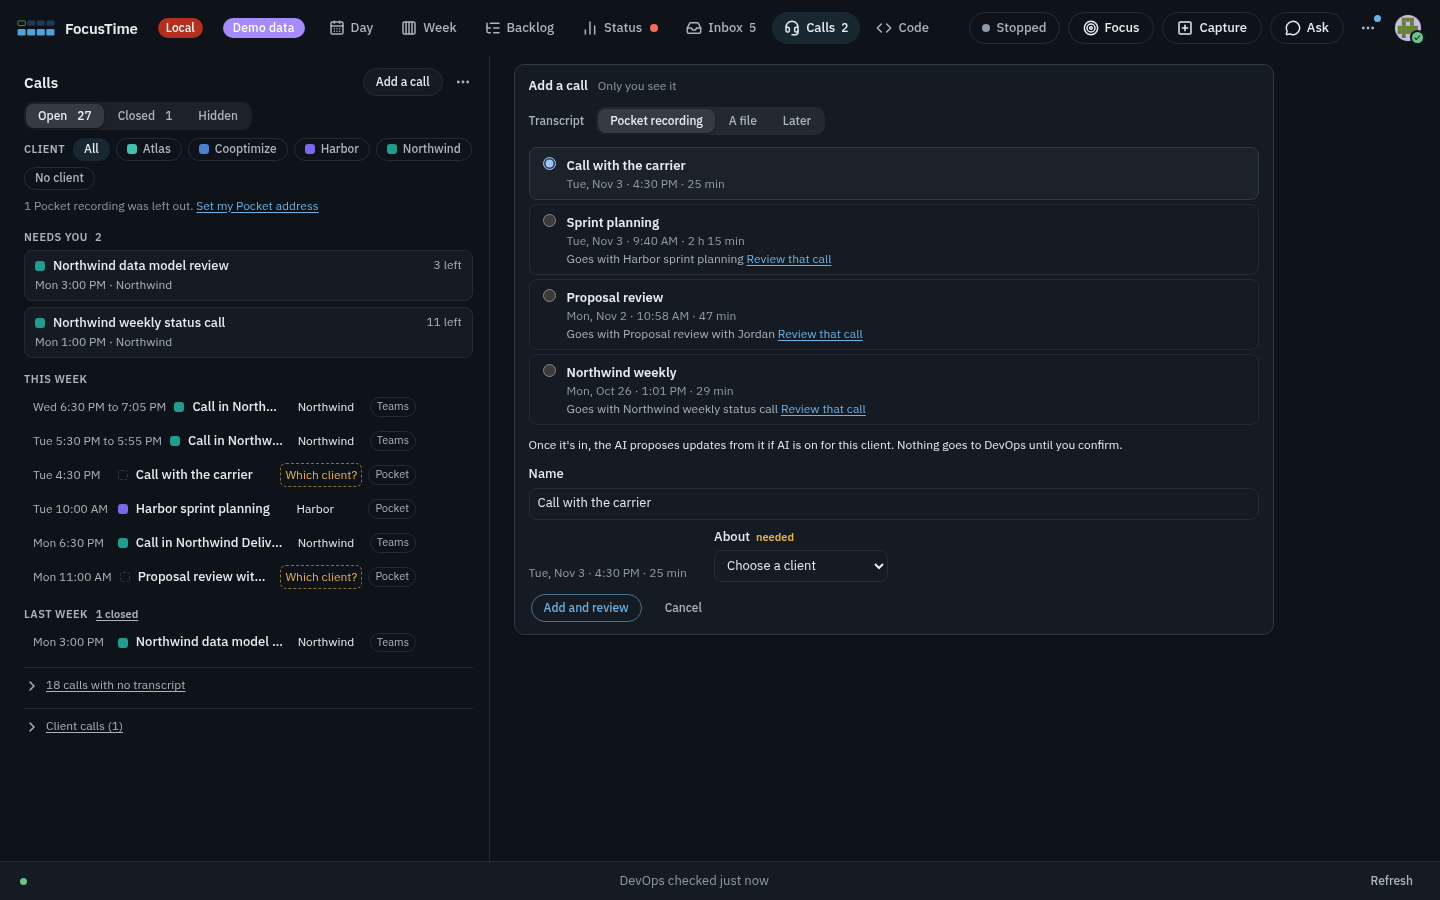 FocusTime
Local
Demo data
Day
Week
Backlog
Status
Inbox 5
Calls 2
Code
Stopped
Focus
Capture
Ask
Calls
Add a call
Open 27
Closed 1
Hidden
CLIENT
All
Atlas
Cooptimize
Harbor
Northwind
No client
1 Pocket recording was left out. Set my Pocket address
NEEDS YOU 2
Northwind data model review
3 left
Mon 3:00 PM · Northwind
Northwind weekly status call
11 left
Mon 1:00 PM · Northwind
THIS WEEK
Wed 6:30 PM to 7:05 PM Call in North... Northwind Teams
Tue 5:30 PM to 5:55 PM Call in Northw... Northwind Teams
Tue 4:30 PM Call with the carrier Which client? Pocket
Tue 10:00 AM Harbor sprint planning Harbor Pocket
Mon 6:30 PM Call in Northwind Deliv... Northwind Teams
Mon 11:00 AM Proposal review wit... Which client? Pocket
LAST WEEK 1 closed
Mon 3:00 PM Northwind data model ... Northwind Teams
18 calls with no transcript
Client calls (1)
Add a call Only you see it
Transcript
Pocket recording
A file
Later
Call with the carrier
Tue, Nov 3 · 4:30 PM · 25 min
Sprint planning
Tue, Nov 3 · 9:40 AM · 2 h 15 min
Goes with Harbor sprint planning Review that call
Proposal review
Mon, Nov 2 · 10:58 AM · 47 min
Goes with Proposal review with Jordan Review that call
Northwind weekly
Mon, Oct 26 · 1:01 PM · 29 min
Goes with Northwind weekly status call Review that call
Once it's in, the AI proposes updates from it if AI is on for this client. Nothing goes to DevOps until you confirm.
Name
Call with the carrier
About needed
Tue, Nov 3 · 4:30 PM · 25 min
Choose a client
Add and review
Cancel
DevOps checked just now
Refresh